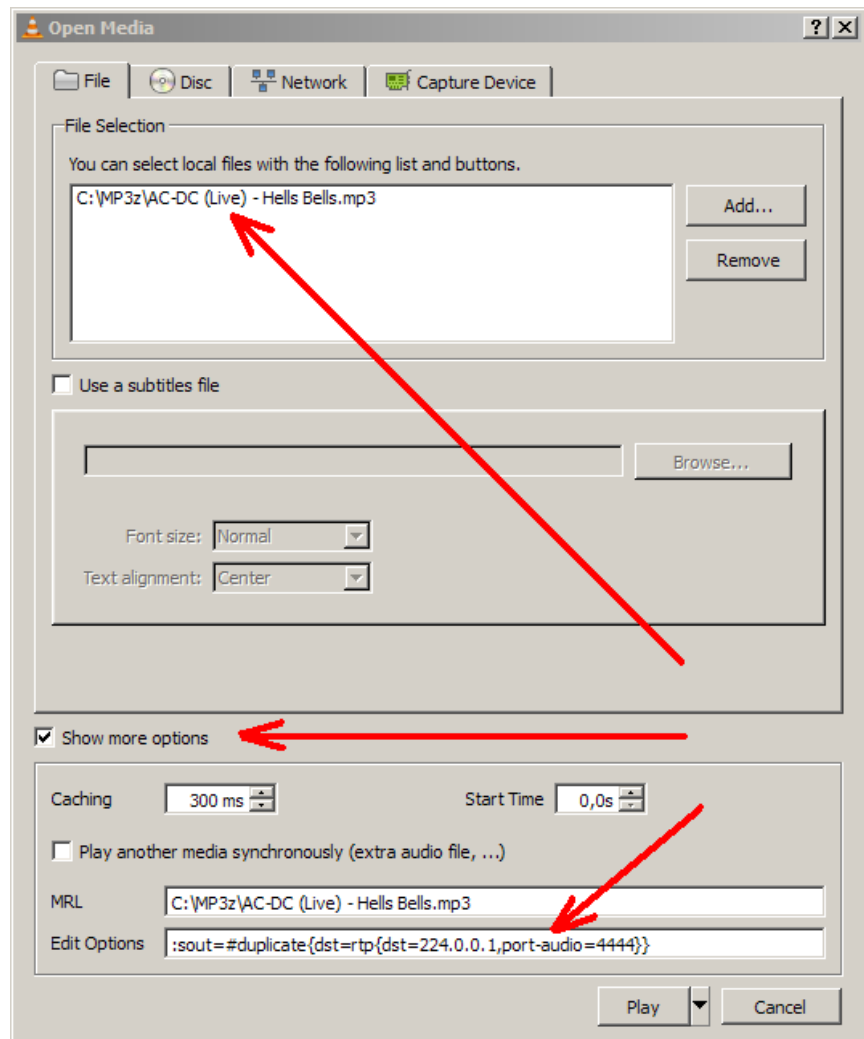 Open Media
File Disc Network Capture Device
File Selection
You can select local files with the following list and buttons.
C:\MP3z\AC-DC (Live) - Hells Bells.mp3
Add...
Remove
Use a subtitles file
Browse...
Font size: Normal
Text alignment: Center
Show more options
Caching 300 ms Start Time 0,0s
Play another media synchronously (extra audio file, ...)
MRL C:\MP3z\AC-DC (Live) - Hells Bells.mp3
Edit Options :sout=#duplicate{dst=rtp{dst=224.0.0.1,port-audio=4444}}
Play Cancel